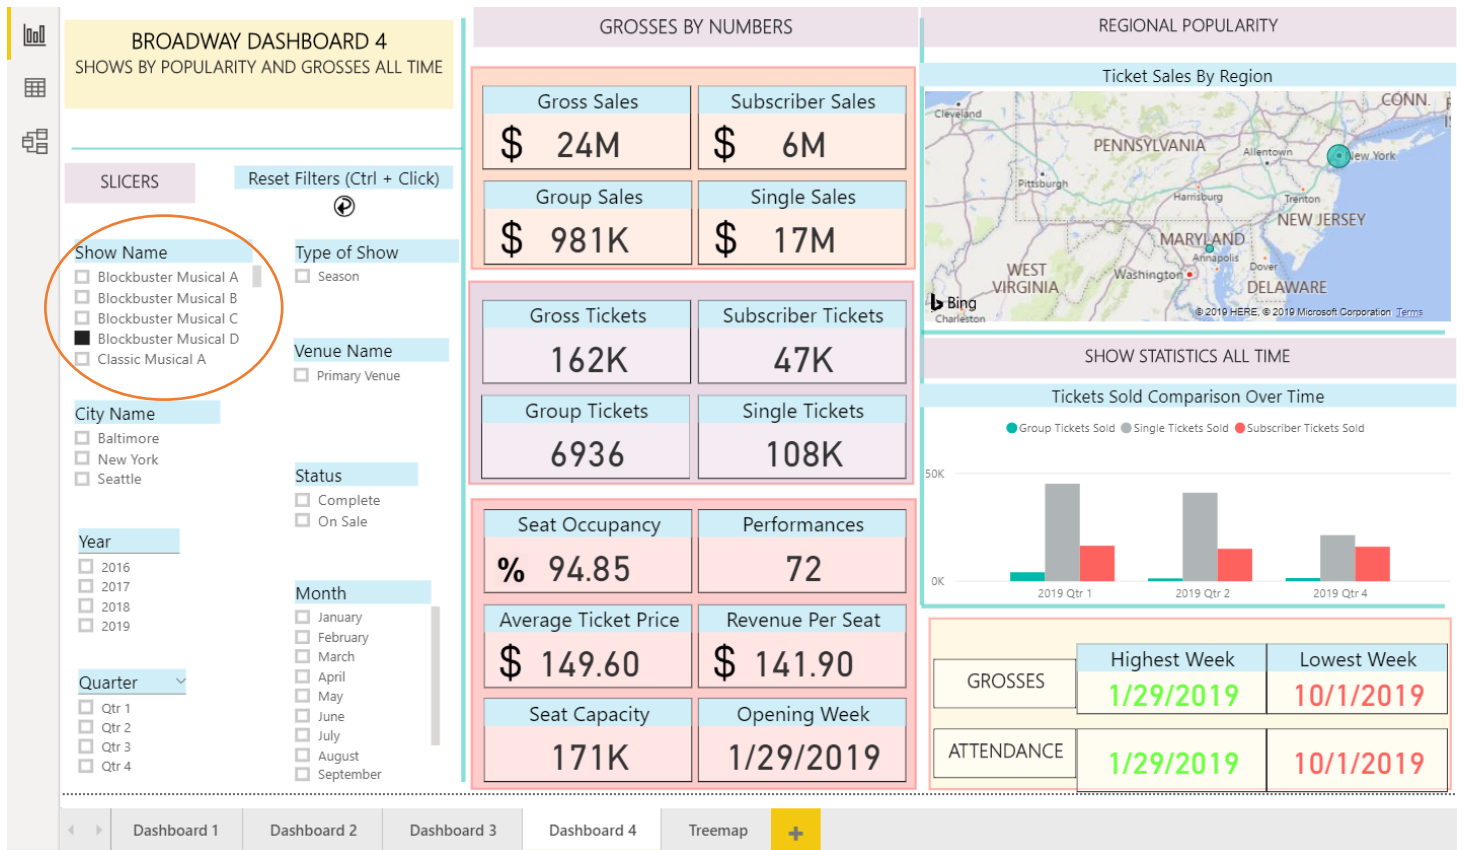 BROADWAY DASHBOARD 4
SHOWS BY POPULARITY AND GROSSES ALL TIME
SLICERS
Reset Filters (Ctrl + Click)
Show Name
Blockbuster Musical A
Blockbuster Musical B
Blockbuster Musical C
Blockbuster Musical D
Classic Musical A
Type of Show
Season
Venue Name
Primary Venue
City Name
Baltimore
New York
Seattle
Status
Complete
On Sale
Year
2016
2017
2018
2019
Month
January
February
March
April
May
June
July
August
September
Quarter
Qtr 1
Qtr 2
Qtr 3
Qtr 4
GROSSES BY NUMBERS
Gross Sales
$ 24M
Subscriber Sales
$ 6M
Group Sales
$ 981K
Single Sales
$ 17M
Gross Tickets
162K
Subscriber Tickets
47K
Group Tickets
6936
Single Tickets
108K
Seat Occupancy
% 94.85
Performances
72
Average Ticket Price
$ 149.60
Revenue Per Seat
$ 141.90
Seat Capacity
171K
Opening Week
1/29/2019
REGIONAL POPULARITY
Ticket Sales By Region
Cleveland
CONN.
PENNSYLVANIA
Allentown
New York
Pittsburgh
Harrisburg
Trenton
NEW JERSEY
MARYLAND
Annapolis
Dover
WEST
VIRGINIA
Washington
DELAWARE
Bing
Charleston
© 2019 HERE, © 2019 Microsoft Corporation Terms
SHOW STATISTICS ALL TIME
Tickets Sold Comparison Over Time
Group Tickets Sold Single Tickets Sold Subscriber Tickets Sold
50K
0K
2019 Qtr 1 2019 Qtr 2 2019 Qtr 4
Highest Week Lowest Week
GROSSES 1/29/2019 10/1/2019
ATTENDANCE 1/29/2019 10/1/2019
Dashboard 1 Dashboard 2 Dashboard 3 Dashboard 4 Treemap +